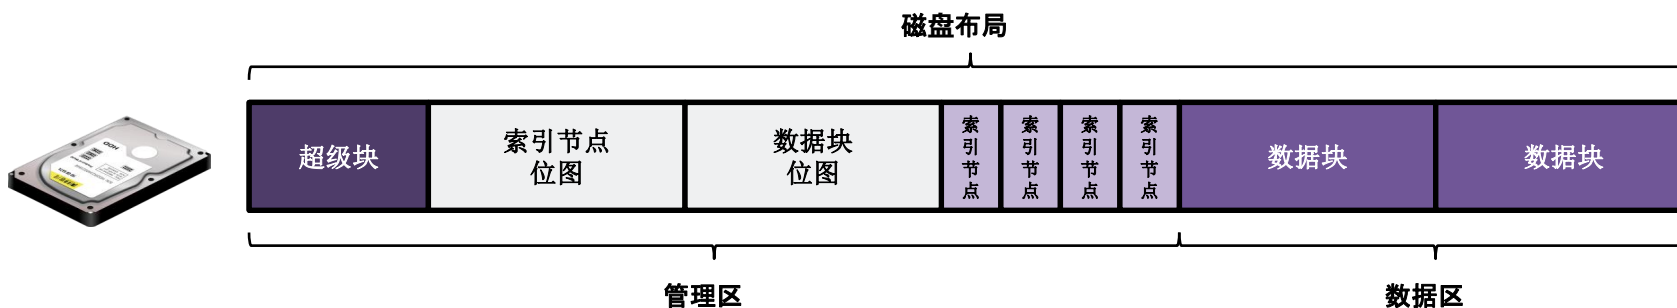 磁盘布局
超级块
索引节点
位图
数据块
位图
索引节点
索引节点
索引节点
索引节点
数据块
数据块
管理区
数据区